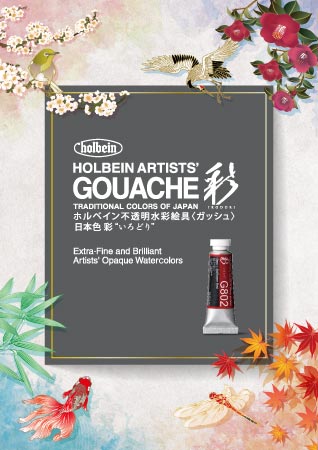 holbein
HOLBEIN ARTISTS'
GOUACHE 彩
IRODORI
TRADITIONAL COLORS OF JAPAN
ホルベイン不透明水彩絵具〈ガッシュ〉
日本色 彩 “いろどり”
Extra-Fine and Brilliant
Artists' Opaque Watercolors
G802